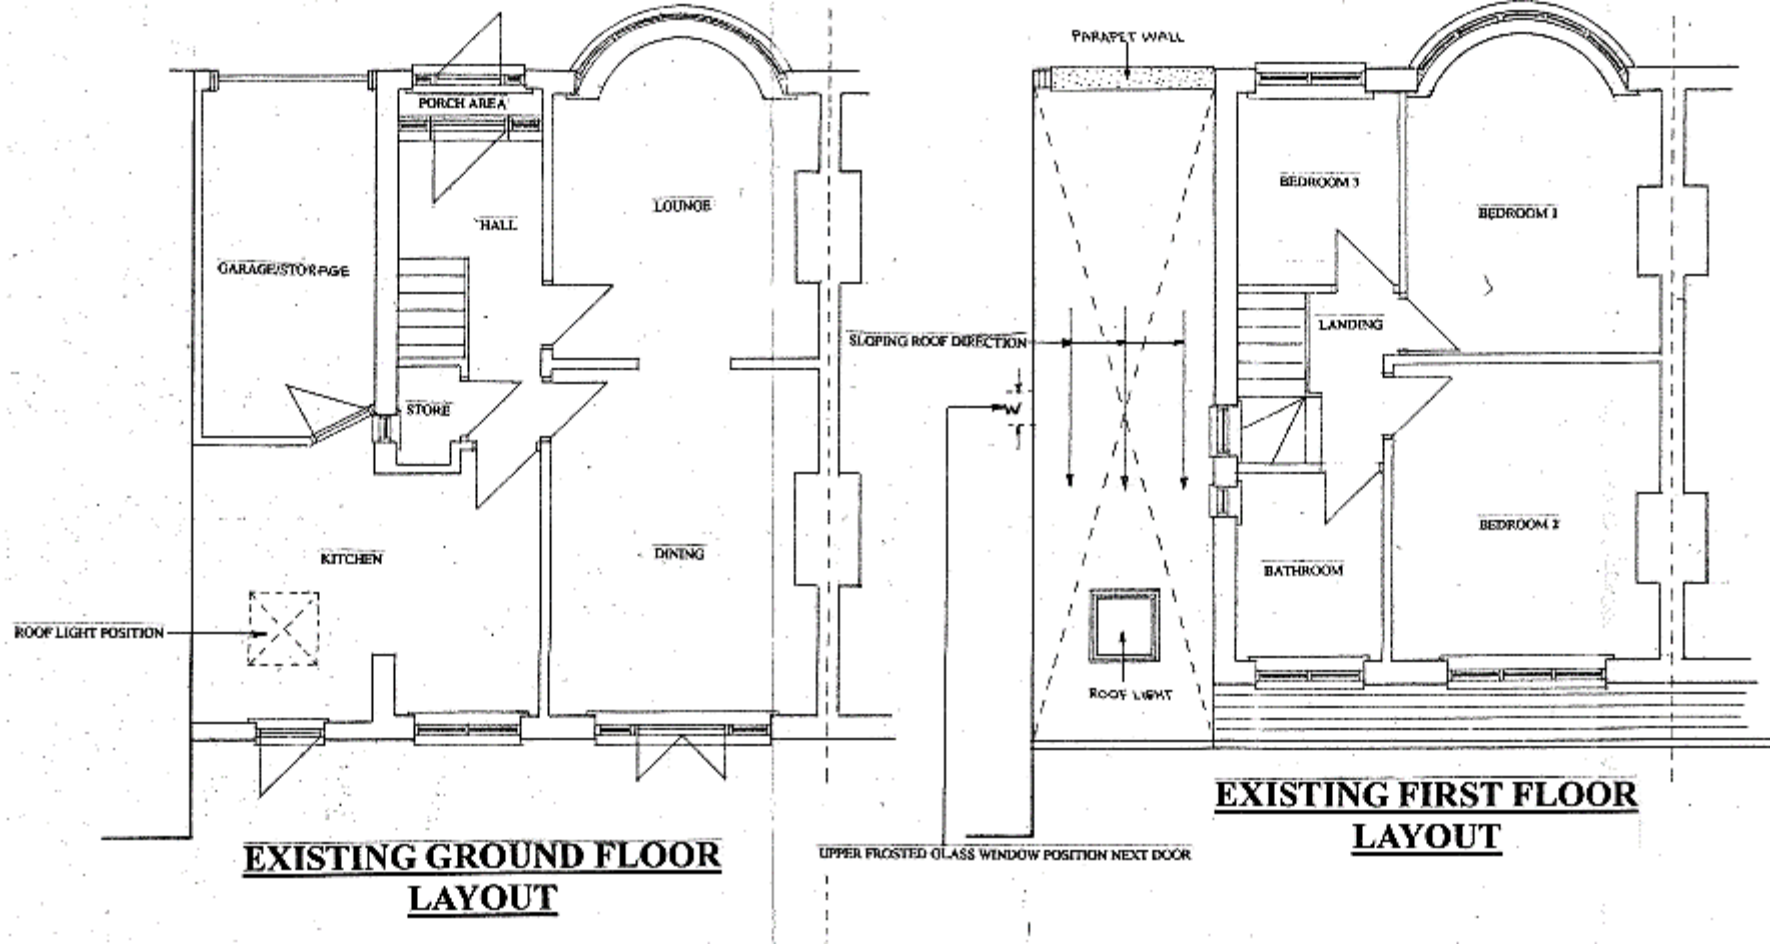 PARAPET WALL
PORCH AREA
BEDROOM 3
LOUNGE
BEDROOM 1
HALL
GARAGE/STORAGE
LANDING
SLOPING ROOF DIRECTION
STORE
W
BEDROOM 2
KITCHEN
DINING
BATHROOM
ROOF LIGHT POSITION
ROOF LIGHT
EXISTING FIRST FLOOR
LAYOUT
EXISTING GROUND FLOOR
LAYOUT
UPPER FROSTED GLASS WINDOW POSITION NEXT DOOR